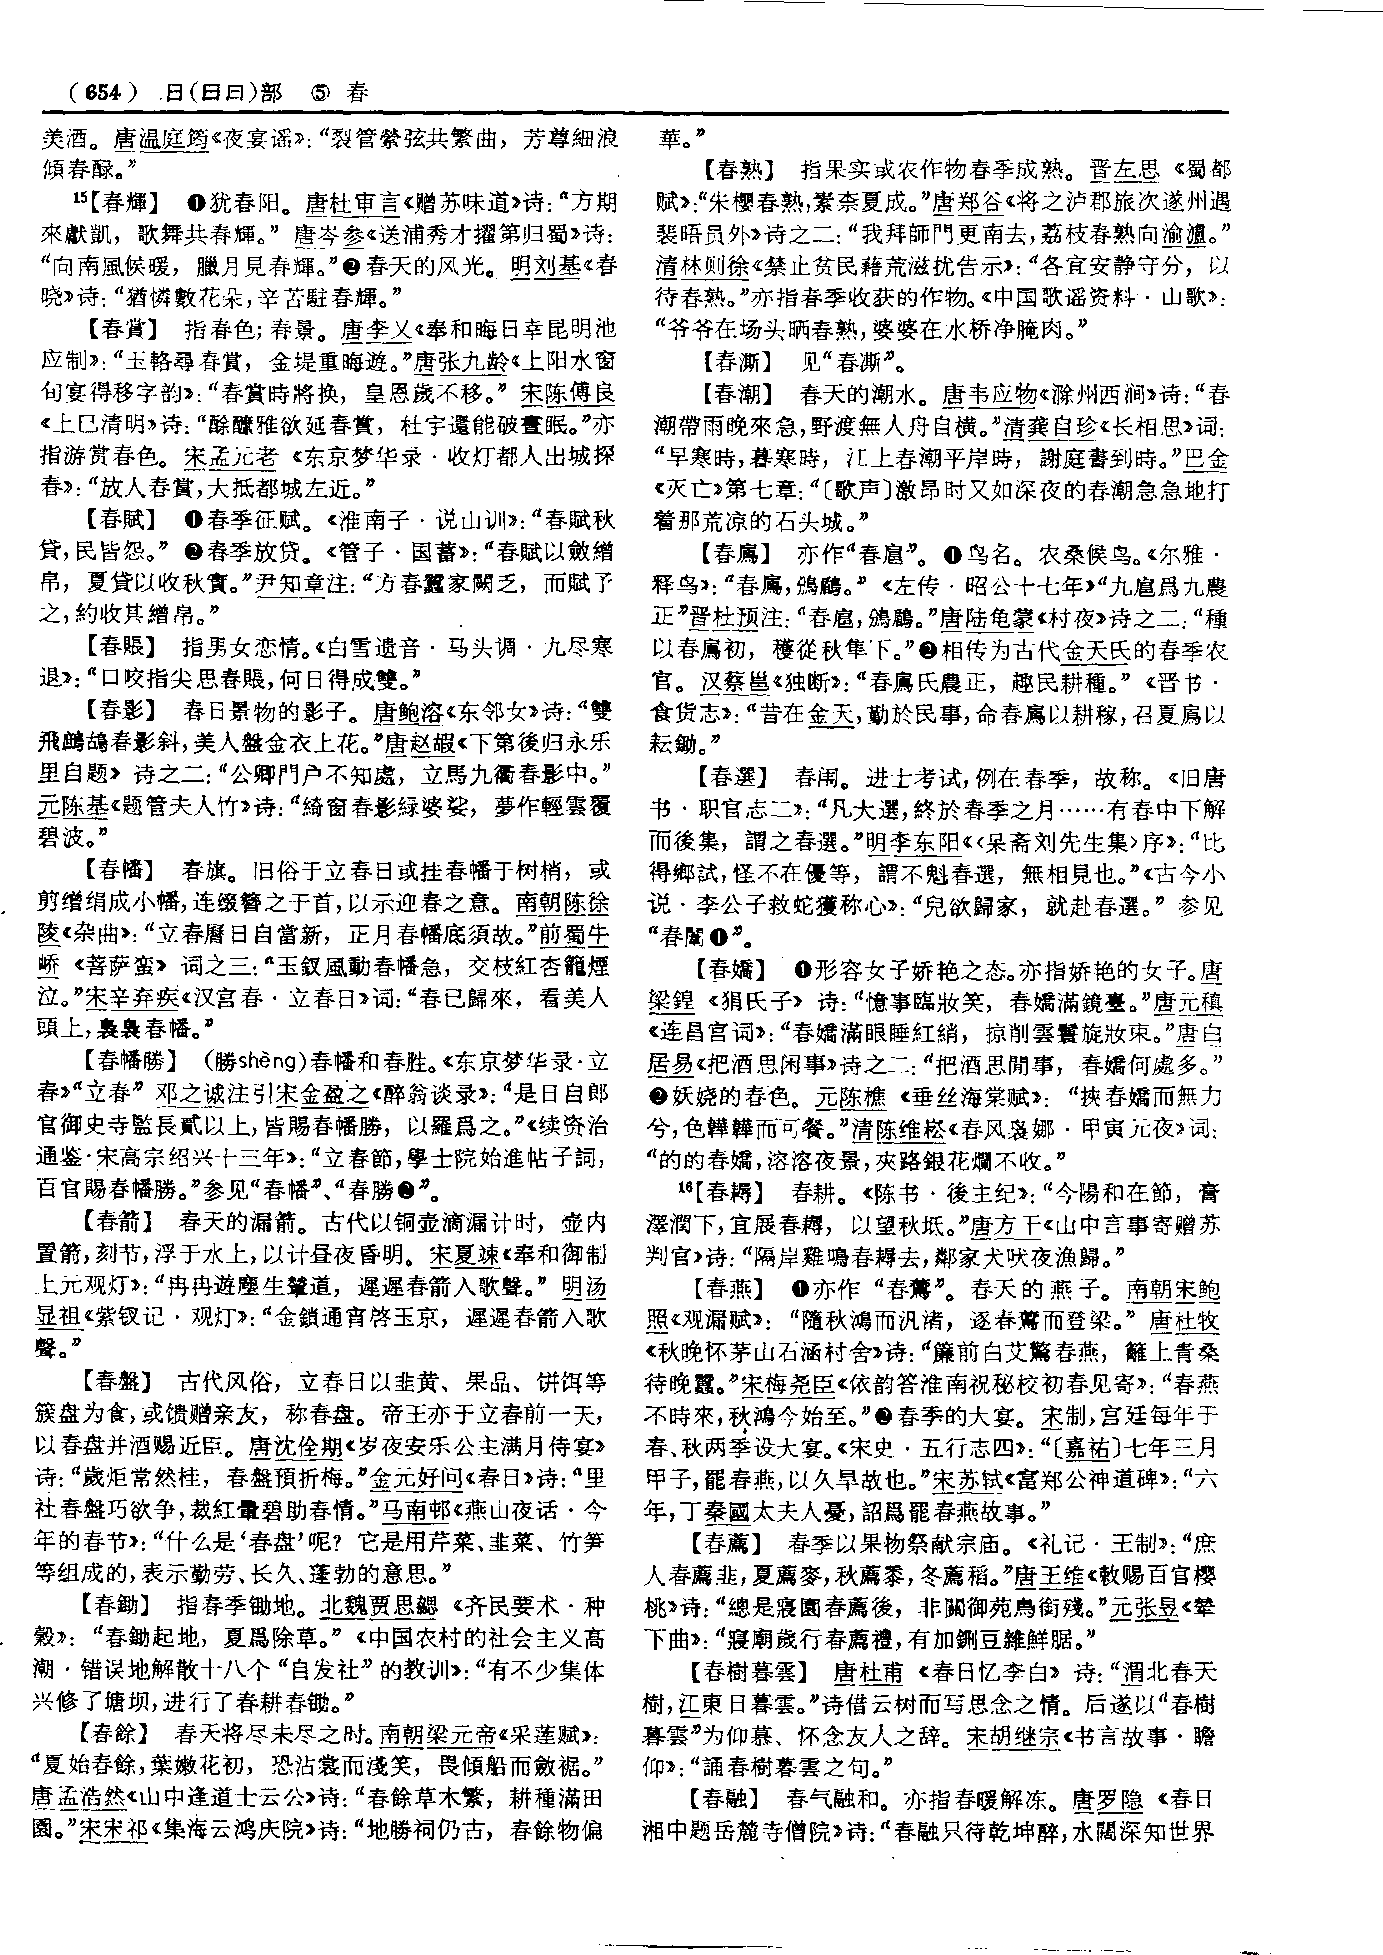 （654） 日(日曰)部 ⑤ 春
美酒。唐温庭筠《夜宴谣》：“裂管縈弦共繁曲，芳尊細浪
傾春醁。”
15【春輝】 ❶犹春阳。唐杜审言《赠苏味道》诗：“方期
來獻凱，歌舞共春輝。” 唐岑参《送浦秀才擢第归蜀》诗：
“向南風候暖，臘月見春輝。”❷春天的风光。明刘基《春
晓》诗：“猶憐數花朵，辛苦駐春輝。”
【春賞】 指春色；春景。唐李乂《奉和晦日幸昆明池
应制》：“玉輅尋春賞，金堤重晦遊。”唐张九龄《上阳水窗
旬宴得移字韵》：“春賞時將换，皇恩歲不移。” 宋陈傅良
《上巳清明》诗：“酴醾雅欲延春賞，杜宇還能破晝眠。”亦
指游赏春色。宋孟元老《东京梦华录·收灯都人出城探
春》：“放人春賞，大抵都城左近。”
【春賦】 ❶春季征赋。《淮南子·说山训》：“春賦秋
貸，民皆怨。” ❷春季放贷。《管子·国蓄》：“春賦以斂繒
帛，夏貸以收秋實。”尹知章注：“方春蠶家闕乏，而賦予
之，約收其繒帛。”
【春賬】 指男女恋情。《白雪遗音·马头调·九尽寒
退》：“口咬指尖思春賬，何日得成雙。”
【春影】 春日景物的影子。唐鲍溶《东邻女》诗：“雙
飛鷓鴣春影斜，美人盤金衣上花。”唐赵嘏《下第後归永乐
里自题》诗之二：“公卿門户不知處，立馬九衢春影中。”
元陈基《题管夫人竹》诗：“綺窗春影緑婆娑，夢作輕雲覆
碧波。”
【春幡】 春旗。旧俗于立春日或挂春幡于树梢，或
剪缯绢成小幡，连缀簪之于首，以示迎春之意。南朝陈徐
陵《杂曲》：“立春曆日自當新，正月春幡底須故。”前蜀牛
峤《菩萨蛮》词之三：“玉釵風動春幡急，交枝紅杏籠煙
泣。”宋辛弃疾《汉宫春·立春日》词：“春已歸來，看美人
頭上，裊裊春幡。”
【春幡勝】 （勝shèng)春幡和春胜。《东京梦华录·立
春》“立春” 邓之诚注引宋金盈之《醉翁谈录》：“是日自郎
官御史寺監長貳以上，皆賜春幡勝，以羅爲之。”《续资治
通鉴·宋高宗绍兴十三年》：“立春節，學士院始進帖子詞，
百官賜春幡勝。”参见“春幡”、“春勝❷”。
【春箭】 春天的漏箭。古代以铜壶滴漏计时，壶内
置箭，刻节，浮于水上，以计昼夜昏明。宋夏竦《奉和御制
上元观灯》：“冉冉遊塵生輦道，遲遲春箭入歌聲。” 明汤
显祖《紫钗记·观灯》：“金鎖通宵啓玉京，遲遲春箭入歌
聲。”
【春盤】 古代风俗，立春日以韭黄、果品、饼饵等
簇盘为食，或馈赠亲友，称春盘。帝王亦于立春前一天，
以春盘并酒赐近臣。唐沈佺期《岁夜安乐公主满月侍宴》
诗：“歲炬常然桂，春盤預折梅。”金元好问《春日》诗：“里
社春盤巧欲争，裁紅暈碧助春情。”马南邨《燕山夜话·今
年的春节》：“什么是‘春盘’呢？它是用芹菜、韭菜、竹笋
等组成的，表示勤劳、长久、蓬勃的意思。”
【春鋤】 指春季锄地。北魏贾思勰《齐民要术·种
榖》：“春鋤起地，夏爲除草。”《中国农村的社会主义高
潮·错误地解散十八个“自发社”的教训》：“有不少集体
兴修了塘坝，进行了春耕春锄。”
【春餘】 春天将尽未尽之时。南朝梁元帝《采莲赋》：
“夏始春餘，葉嫩花初，恐沾裳而淺笑，畏傾船而斂裾。”
唐孟浩然《山中逢道士云公》诗：“春餘草木繁，耕種滿田
園。”宋宋祁《集海云鸿庆院》诗：“地勝祠仍古，春餘物偏
華。”
【春熟】 指果实或农作物春季成熟。晋左思《蜀都
赋》：“朱櫻春熟，素柰夏成。”唐郑谷《将之泸郡旅次遂州遇
裴晤员外》诗之二：“我拜師門更南去，荔枝春熟向渝瀘。”
清林则徐《禁止贫民藉荒滋扰告示》：“各宜安静守分，以
待春熟。”亦指春季收获的作物。《中国歌谣资料·山歌》：
“爷爷在场头晒春熟，婆婆在水桥净腌肉。”
【春澌】 见“春凘”。
【春潮】 春天的潮水。唐韦应物《滁州西涧》诗：“春
潮帶雨晚來急，野渡無人舟自横。”清龚自珍《长相思》词：
“早寒時，暮寒時，江上春潮平岸時，謝庭書到時。”巴金
《灭亡》第七章：“〔歌声〕激昂时又如深夜的春潮急急地打
着那荒凉的石头城。”
【春鳸】 亦作“春扈”。❶鸟名。农桑候鸟。《尔雅·
释鸟》：“春鳸，鳻鶞。” 《左传·昭公十七年》“九扈爲九農
正”晋杜预注：“春扈，鳻鶞。”唐陆龟蒙《村夜》诗之二：“種
以春鳸初，穫從秋隼下。”❷相传为古代金天氏的春季农
官。汉蔡邕《独断》：“春鳸氏農正，趣民耕種。” 《晋书·
食货志》：“昔在金天，勤於民事，命春鳸以耕稼，召夏鳸以
耘鋤。”
【春選】 春闱。进士考试，例在春季，故称。《旧唐
书·职官志二》：“凡大選，終於春季之月……有春中下解
而後集，謂之春選。”明李东阳《〈呆斋刘先生集〉序》：“比
得鄉試，怪不在優等，謂不魁春選，無相見也。”《古今小
说·李公子救蛇獲称心》：“兒欲歸家，就赴春選。” 参见
“春闈❶”。
【春嬌】 ❶形容女子娇艳之态。亦指娇艳的女子。唐
梁鍠《狷氏子》诗：“憶事臨妝笑，春嬌滿鏡臺。”唐元稹
《连昌宫词》：“春嬌滿眼睡紅綃，掠削雲鬟旋妝束。”唐白
居易《把酒思闲事》诗之二：“把酒思閒事，春嬌何處多。”
❷妖娆的春色。元陈樵《垂丝海棠赋》：“挾春嬌而無力
兮，色韡韡而可餐。”清陈维崧《春风袅娜·甲寅元夜》词：
“的的春嬌，溶溶夜景，夾路銀花爛不收。”
16【春耨】 春耕。《陈书·後主纪》：“今陽和在節，膏
澤潤下，宜展春耨，以望秋坻。”唐方干《山中言事寄赠苏
判官》诗：“隔岸雞鳴春耨去，鄰家犬吠夜漁歸。”
【春燕】 ❶亦作“春鷰”。春天的燕子。南朝宋鲍
照《观漏赋》：“隨秋鴻而汎渚，逐春鷰而登梁。” 唐杜牧
《秋晚怀茅山石涵村舍》诗：“簾前白艾驚春燕，籬上青桑
待晚蠶。”宋梅尧臣《依韵答淮南祝秘校初春见寄》：“春燕
不時來，秋鴻今始至。”❷春季的大宴。宋制，宫廷每年于
春、秋两季设大宴。《宋史·五行志四》：“〔嘉祐〕七年三月
甲子，罷春燕，以久旱故也。”宋苏轼《富郑公神道碑》：“六
年，丁秦國太夫人憂，詔爲罷春燕故事。”
【春薦】 春季以果物祭献宗庙。《礼记·王制》：“庶
人春薦韭，夏薦麥，秋薦黍，冬薦稻。”唐王维《敕赐百官樱
桃》诗：“總是寢園春薦後，非關御苑鳥銜殘。”元张昱《辇
下曲》：“寢廟歲行春薦禮，有加鉶豆雜鮮腒。”
【春樹暮雲】 唐杜甫《春日忆李白》诗：“渭北春天
樹，江東日暮雲。”诗借云树而写思念之情。后遂以“春樹
暮雲”为仰慕、怀念友人之辞。宋胡继宗《书言故事·瞻
仰》：“誦春樹暮雲之句。”
【春融】 春气融和。亦指春暖解冻。唐罗隐《春日
湘中题岳麓寺僧院》诗：“春融只待乾坤醉，水闊深知世界